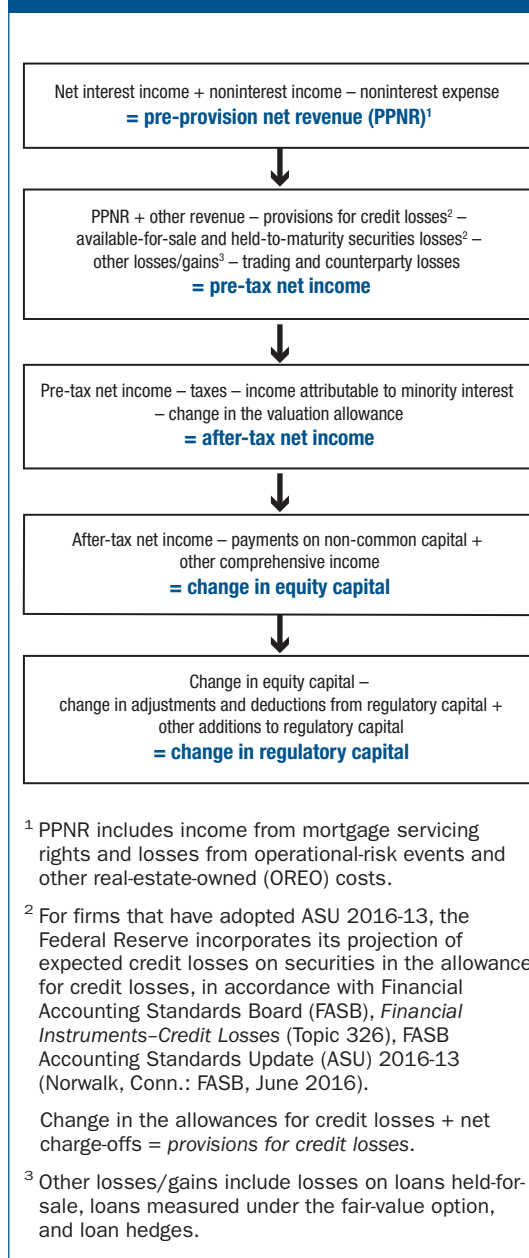 Net interest income + noninterest income – noninterest expense
= pre-provision net revenue (PPNR)¹
PPNR + other revenue – provisions for credit losses² –
available-for-sale and held-to-maturity securities losses² –
other losses/gains³ – trading and counterparty losses
= pre-tax net income
Pre-tax net income – taxes – income attributable to minority interest
– change in the valuation allowance
= after-tax net income
After-tax net income – payments on non-common capital +
other comprehensive income
= change in equity capital
Change in equity capital –
change in adjustments and deductions from regulatory capital +
other additions to regulatory capital
= change in regulatory capital
¹ PPNR includes income from mortgage servicing
rights and losses from operational-risk events and
other real-estate-owned (OREO) costs.
² For firms that have adopted ASU 2016-13, the
Federal Reserve incorporates its projection of
expected credit losses on securities in the allowance
for credit losses, in accordance with Financial
Accounting Standards Board (FASB), Financial
Instruments–Credit Losses (Topic 326), FASB
Accounting Standards Update (ASU) 2016-13
(Norwalk, Conn.: FASB, June 2016).
Change in the allowances for credit losses + net
charge-offs = provisions for credit losses.
³ Other losses/gains include losses on loans held-for-
sale, loans measured under the fair-value option,
and loan hedges.